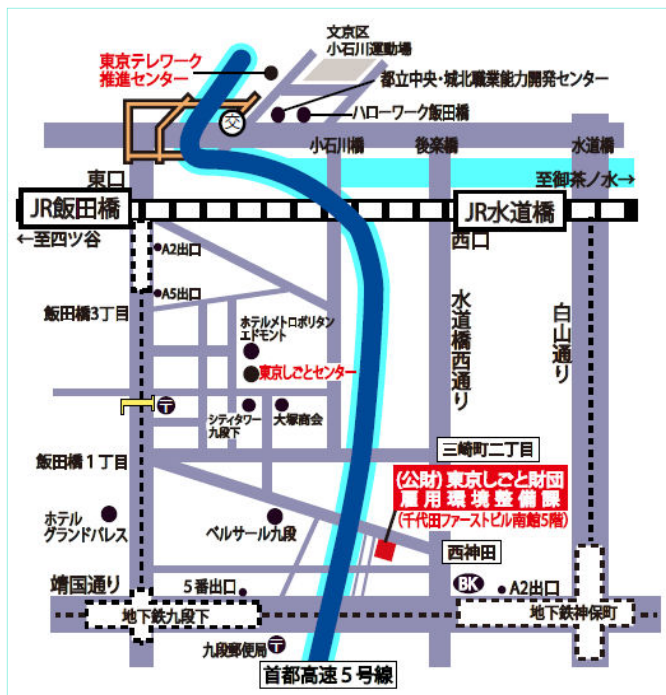 文京区
小石川運動場
東京テレワーク
推進センター
都立中央・城北職業能力開発センター
ハローワーク飯田橋
交
小石川橋
後楽橋
水道橋
東口
至御茶ノ水→
JR飯田橋
JR水道橋
←至四ツ谷
西口
A2出口
A5出口
飯田橋3丁目
水道橋西通り
白山通り
ホテルメトロポリタン
エドモント
東京しごとセンター
〒
シティタワー
九段下
大塚商会
三崎町二丁目
飯田橋1丁目
(公財)東京しごと財団
雇用環境整備課
(千代田ファーストビル南館5階)
ホテル
グランドパレス
ベルサール九段
西神田
靖国通り
5番出口
BK
A2出口
地下鉄九段下
地下鉄神保町
九段郵便局
〒
首都高速5号線